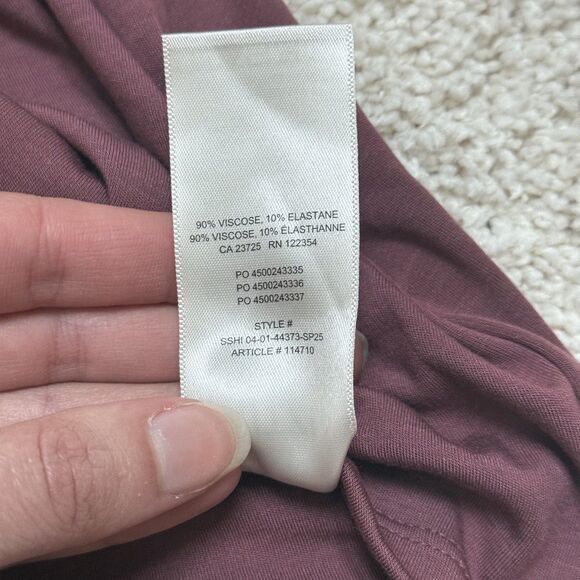 90% VISCOSE, 10% ELASTANE
90% VISCOSE, 10% ÉLASTHANNE
CA 23725 RN 122354
PO 4500243335
PO 4500243336
PO 4500243337
STYLE #
SSHI 04-01-44373-SP25
ARTICLE # 114710